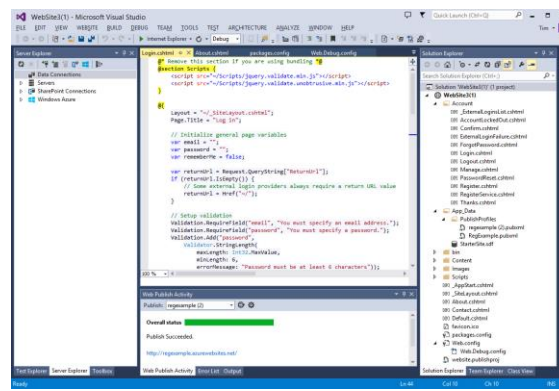 WebSite3(1) - Microsoft Visual Studio
Quick Launch (Ctrl+Q)
FILE EDIT VIEW WEBSITE BUILD DEBUG TEAM TOOLS TEST ARCHITECTURE ANALYZE WINDOW HELP
Tim
Internet Explorer Debug
Server Explorer
Data Connections
Servers
SharePoint Connections
Windows Azure
Login.cshtml About.cshtml packages.config Web.Debug.config
@* Remove this section if you are using bundling *@
@section Scripts {
<script src="~/Scripts/jquery.validate.min.js"></script>
<script src="~/Scripts/jquery.validate.unobtrusive.min.js"></script>
}
@{
Layout = "~/_SiteLayout.cshtml";
Page.Title = "Log in";
// Initialize general page variables
var email = "";
var password = "";
var rememberMe = false;
var returnUrl = Request.QueryString["ReturnUrl"];
if (returnUrl.IsEmpty()) {
// Some external login providers always require a return URL value
returnUrl = Href("~/");
}
// Setup validation
Validation.RequireField("email", "You must specify an email address.");
Validation.RequireField("password", "You must specify a password.");
Validation.Add("password",
Validator.StringLength(
maxLength: Int32.MaxValue,
minLength: 6,
errorMessage: "Password must be at least 6 characters"));
100 %
Web Publish Activity
Publish: regexample (2)
Overall status
Publish Succeeded.
http://regexample.azurewebsites.net/
Solution Explorer
Search Solution Explorer (Ctrl+;)
Solution 'WebSite3(1)' (1 project)
WebSite3(1)
Account
_ExternalLoginsList.cshtml
AccountLockedOut.cshtml
Confirm.cshtml
ExternalLoginFailure.cshtml
ForgotPassword.cshtml
Login.cshtml
Logout.cshtml
Manage.cshtml
PasswordReset.cshtml
Register.cshtml
RegisterService.cshtml
Thanks.cshtml
App_Data
PublishProfiles
regexample (2).pubxml
RegExample.pubxml
StarterSite.sdf
bin
Content
Images
Scripts
_AppStart.cshtml
_SiteLayout.cshtml
About.cshtml
Contact.cshtml
Default.cshtml
favicon.ico
packages.config
Web.config
Web.Debug.config
website.publishproj
Test Explorer Server Explorer Toolbox
Web Publish Activity Error List Output
Solution Explorer Team Explorer Class View
Ready
Ln 44 Col 10 Ch 10 INS